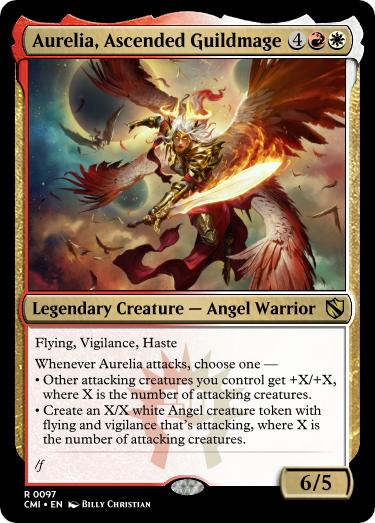 Aurelia, Ascended Guildmage 4
Legendary Creature — Angel Warrior
Flying, Vigilance, Haste
Whenever Aurelia attacks, choose one —
• Other attacking creatures you control get +X/+X,
where X is the number of attacking creatures.
• Create an X/X white Angel creature token with
flying and vigilance that's attacking, where X is
the number of attacking creatures.
lf
6/5
R 0097
CMI • EN Billy Christian